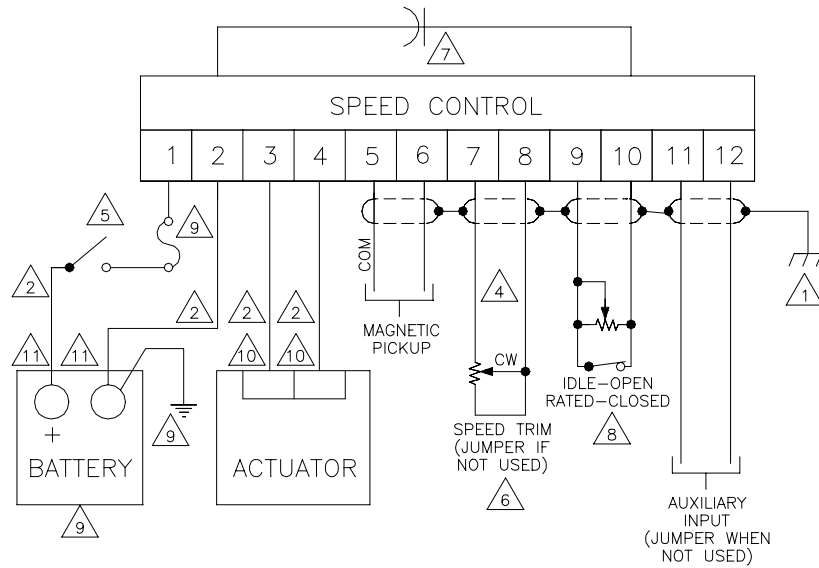 7
SPEED CONTROL
1 2 3 4 5 6 7 8 9 10 11 12
5
9
2
COM
4
1
2 2 2
MAGNETIC
PICKUP
11 11
10 10
CW
IDLE-OPEN
RATED-CLOSED
8
+
9
SPEED TRIM
(JUMPER IF
NOT USED)
6
BATTERY
ACTUATOR
9
AUXILIARY
INPUT
(JUMPER WHEN
NOT USED)